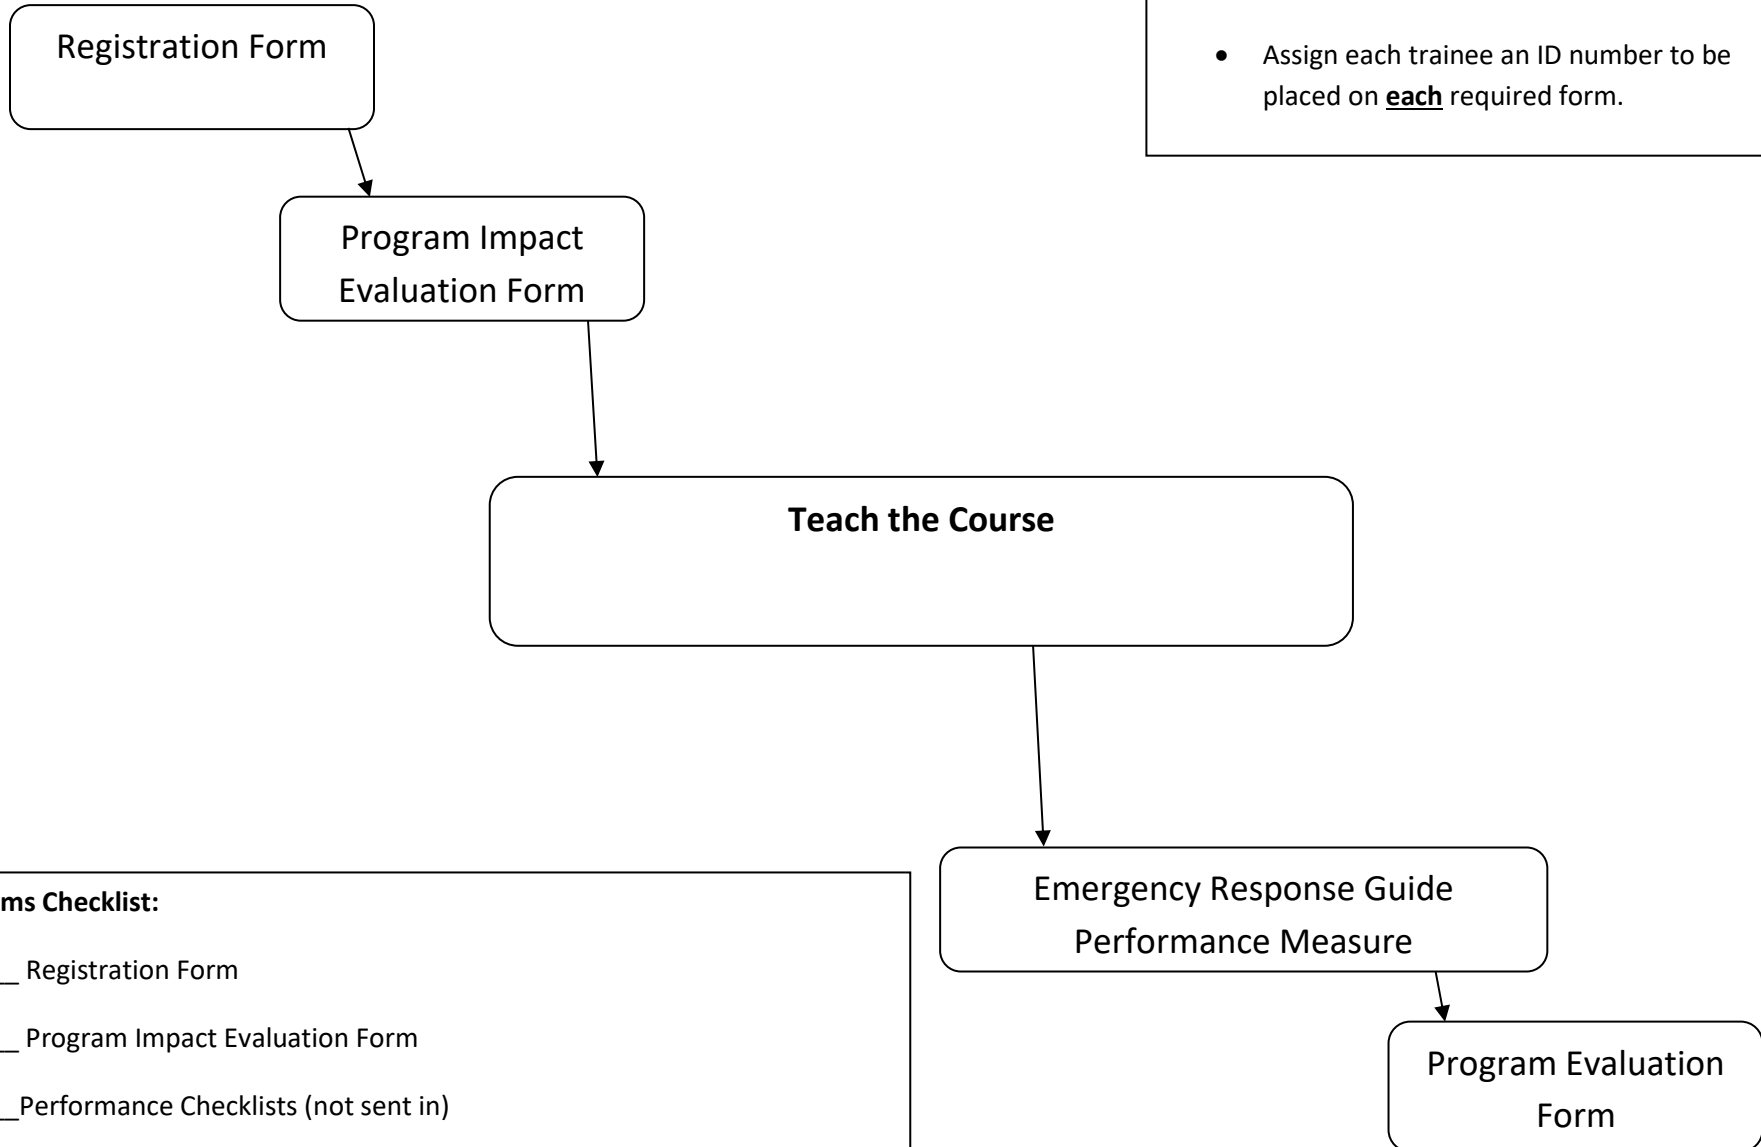 Registration Form
• Assign each trainee an ID number to be
placed on each required form.
Program Impact
Evaluation Form
Teach the Course
Emergency Response Guide
Performance Measure
Program Evaluation
Form
ms Checklist:
__ Registration Form
__ Program Impact Evaluation Form
__Performance Checklists (not sent in)